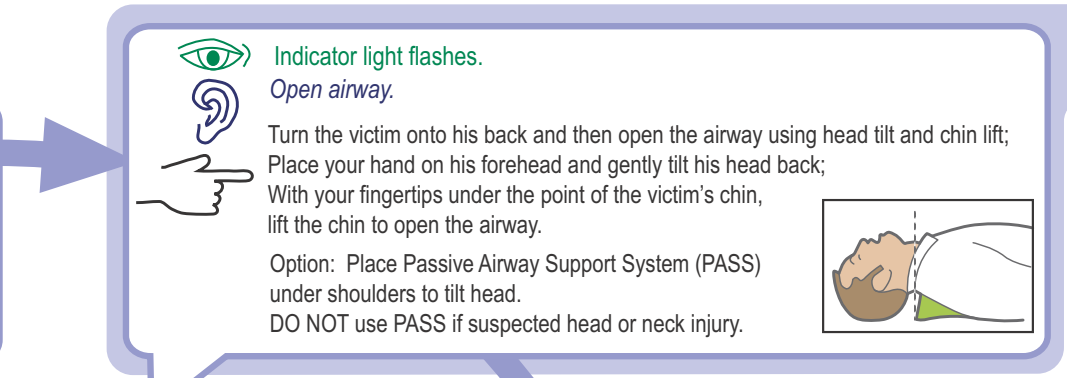 Indicator light flashes.
Open airway.
Turn the victim onto his back and then open the airway using head tilt and chin lift;
Place your hand on his forehead and gently tilt his head back;
With your fingertips under the point of the victim’s chin,
lift the chin to open the airway.
Option:  Place Passive Airway Support System (PASS)
under shoulders to tilt head.
DO NOT use PASS if suspected head or neck injury.